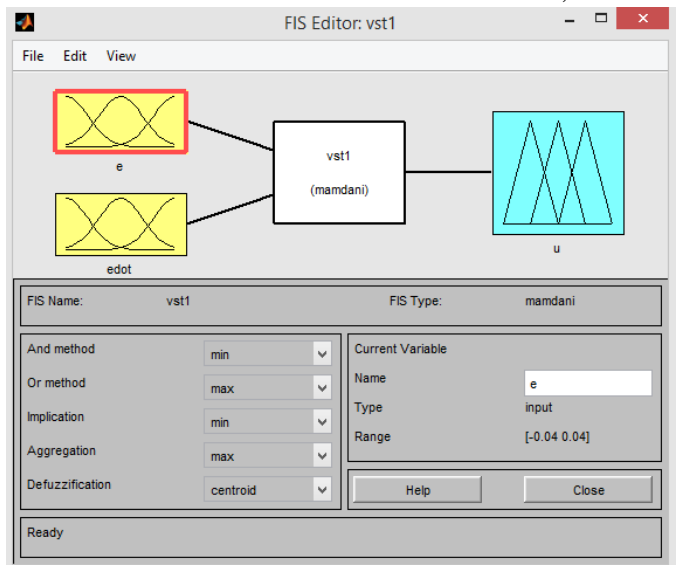 FIS Editor: vst1
File Edit View
e
edot
vst1
(mamdani)
u
FIS Name: vst1 FIS Type: mamdani
And method min
Or method max
Implication min
Aggregation max
Defuzzification centroid
Current Variable
Name e
Type input
Range [-0.04 0.04]
Help Close
Ready